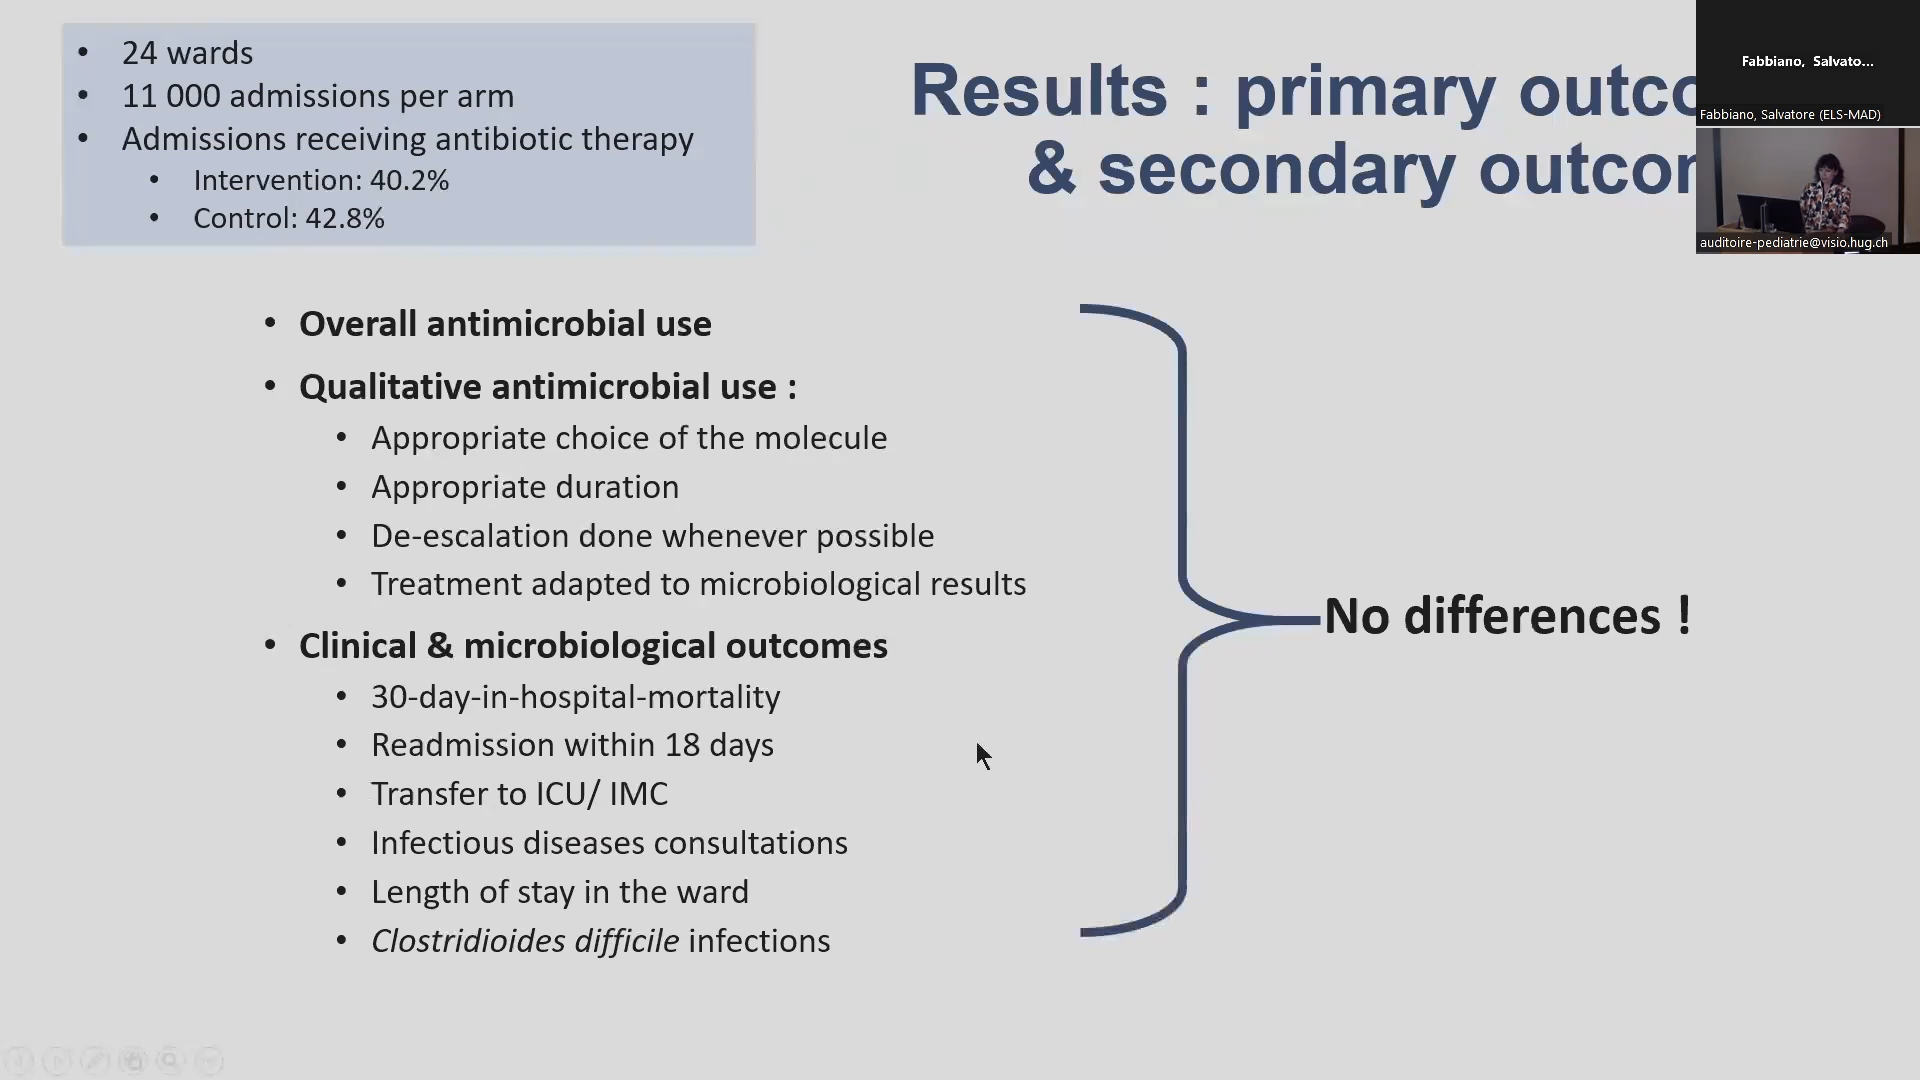 • 24 wards
• 11 000 admissions per arm
• Admissions receiving antibiotic therapy
• Intervention: 40.2%
• Control: 42.8%
Results : primary
& secondary
Fabbiano, Salvato...
Fabbiano, Salvatore (ELS-MAD)
auditoire-pediatrie@visio.hug.ch
• Overall antimicrobial use
• Qualitative antimicrobial use :
• Appropriate choice of the molecule
• Appropriate duration
• De-escalation done whenever possible
• Treatment adapted to microbiological results
• Clinical & microbiological outcomes
• 30-day-in-hospital-mortality
• Readmission within 18 days
• Transfer to ICU/ IMC
• Infectious diseases consultations
• Length of stay in the ward
• Clostridioides difficile infections
No differences !